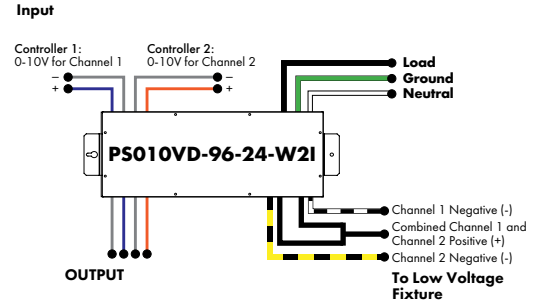 Input
Controller 1:
0-10V for Channel 1
Controller 2:
0-10V for Channel 2
–
+
–
+
Load
Ground
Neutral
PS010VD-96-24-W2I
Channel 1 Negative (-)
Combined Channel 1 and
Channel 2 Positive (+)
Channel 2 Negative (-)
OUTPUT
To Low Voltage
Fixture